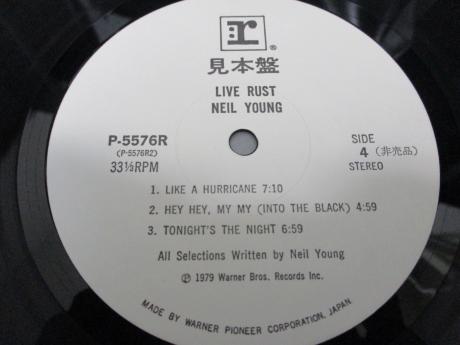 r®
見本盤
LIVE RUST
NEIL YOUNG
P-5576R
(P-5576R2)
33⅓RPM
SIDE
4 (非売品)
STEREO
1. LIKE A HURRICANE 7:10
2. HEY HEY, MY MY (INTO THE BLACK) 4:59
3. TONIGHT'S THE NIGHT 6:59
All Selections Written by Neil Young
℗ 1979 Warner Bros. Records Inc.
MADE BY WARNER PIONEER CORPORATION, JAPAN.